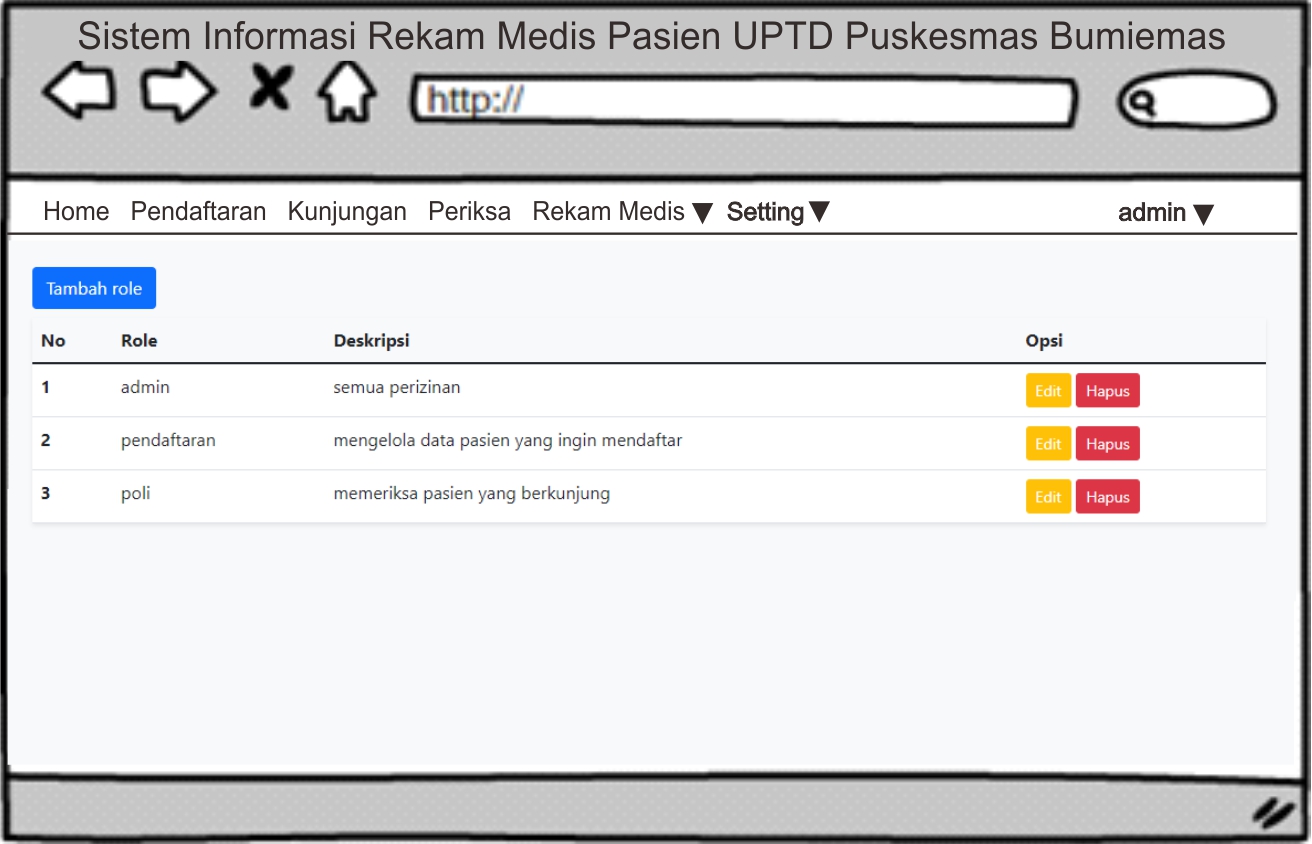 Sistem Informasi Rekam Medis Pasien UPTD Puskesmas Bumiemas
http://
Home Pendaftaran Kunjungan Periksa Rekam Medis ▼ Setting ▼ admin ▼
Tambah role
No Role Deskripsi Opsi
1 admin semua perizinan Edit Hapus
2 pendaftaran mengelola data pasien yang ingin mendaftar Edit Hapus
3 poli memeriksa pasien yang berkunjung Edit Hapus